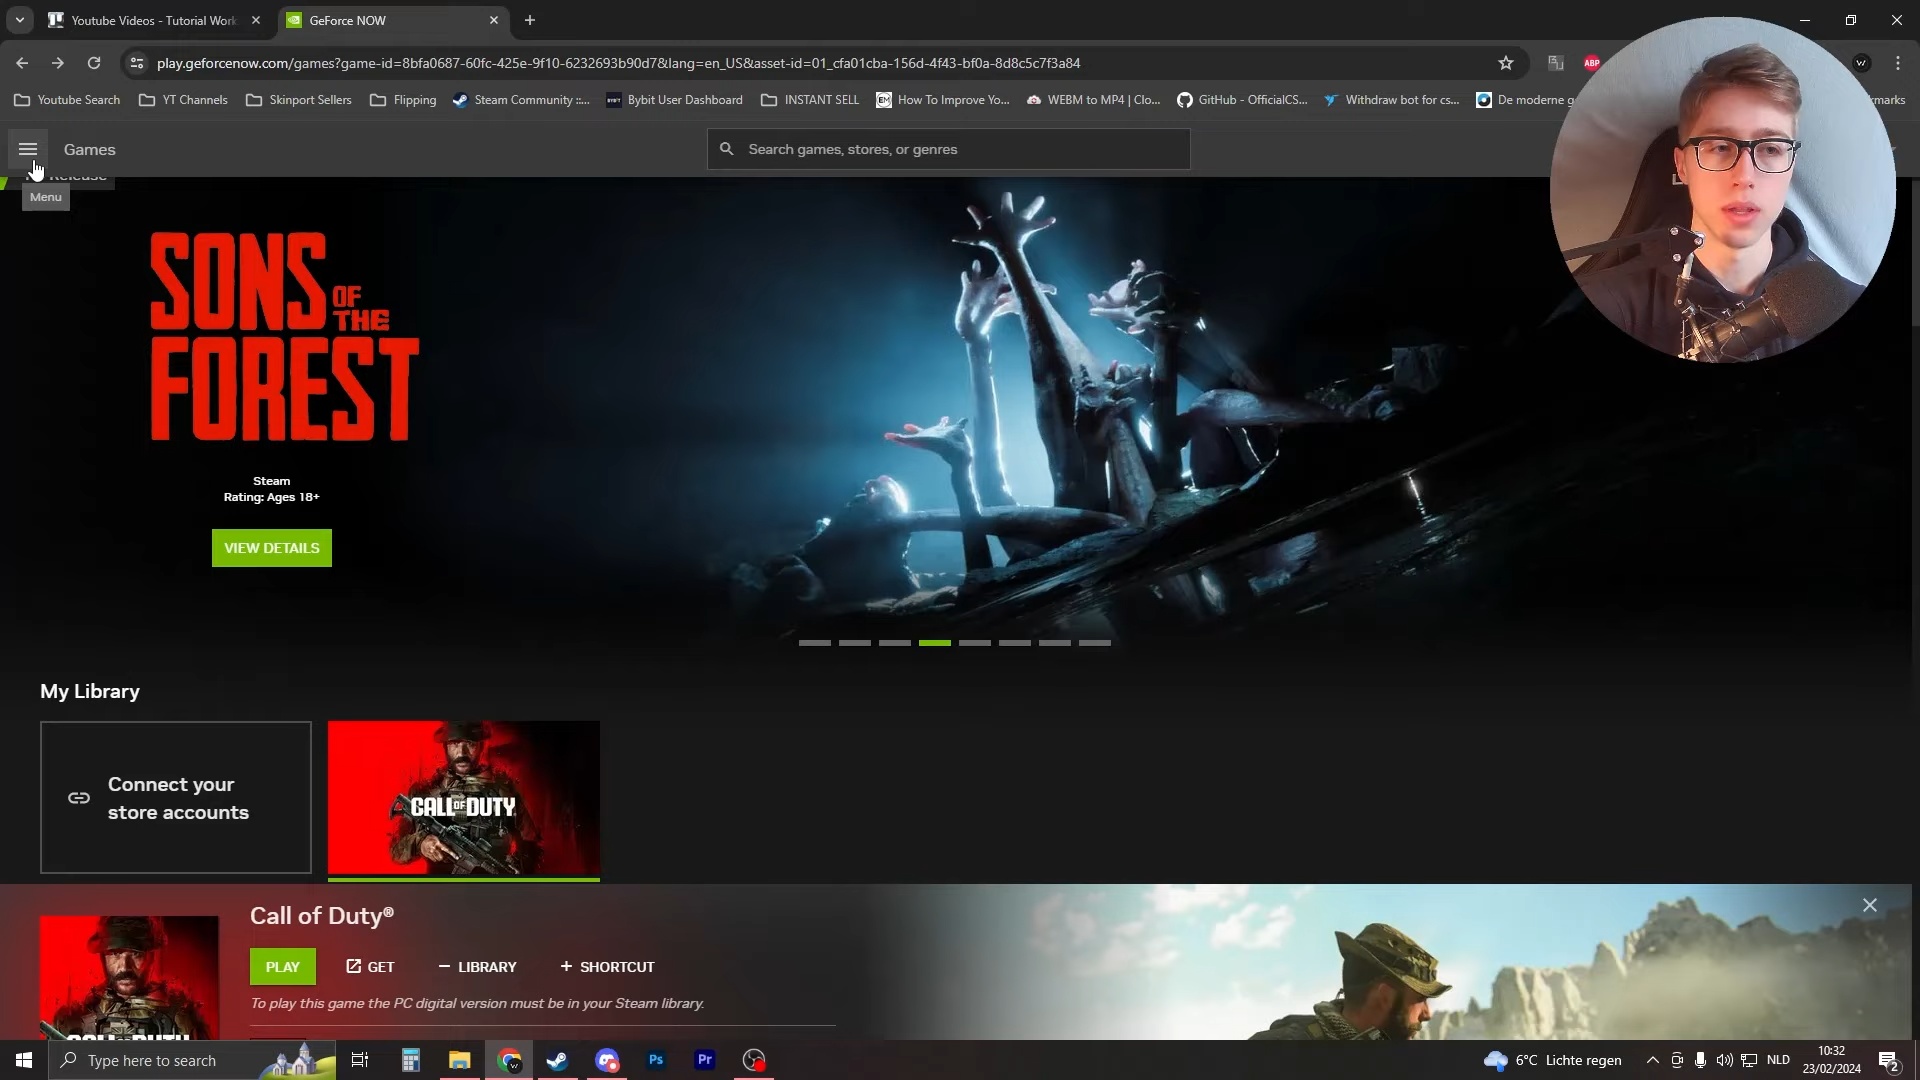 Youtube Videos - Tutorial Work
GeForce NOW
play.geforcenow.com/games?game-id=8bfa0687-60fc-425e-9f10-6232693b90d7&lang=en_US&asset-id=01_cfa01cba-156d-4f43-bf0a-8d8c5c7f3a84
ABP
W
Youtube Search
YT Channels
Skinport Sellers
Flipping
Steam Community ::...
Bybit User Dashboard
INSTANT SELL
How To Improve Yo...
WEBM to MP4 | Clo...
GitHub - OfficialCS...
Withdraw bot for cs...
De moderne
Games
Search games, stores, or genres
Menu
SONS OF THE FOREST
Steam
Rating: Ages 18+
VIEW DETAILS
My Library
Connect your
store accounts
CALL OF DUTY
Call of Duty®
PLAY
GET
LIBRARY
+ SHORTCUT
To play this game the PC digital version must be in your Steam library.
Type here to search
Ps
Pr
6°C Lichte regen
NLD
10:32
23/02/2024
2